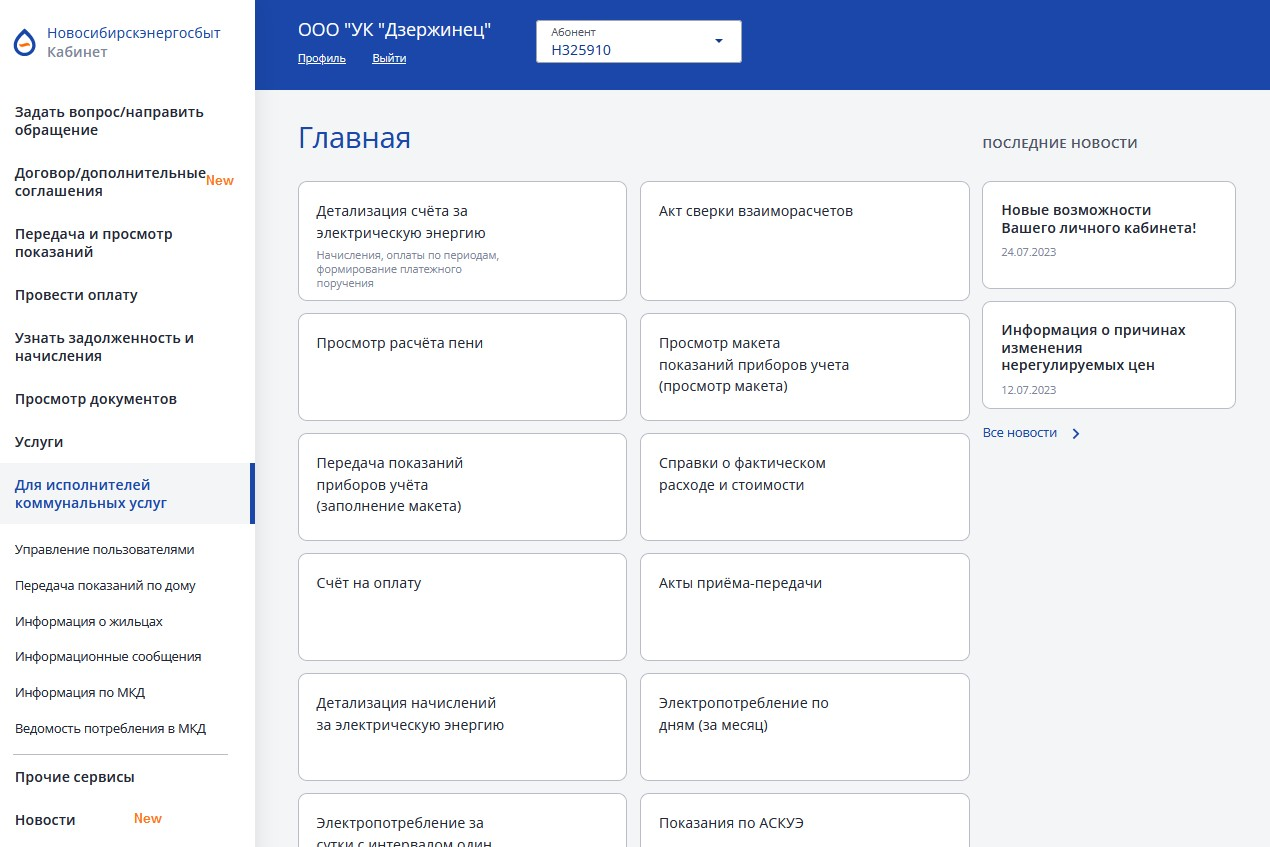 Новосибирскэнергосбыт
Кабинет
ООО "УК "Дзержинец"
Профиль
Выйти
Абонент
Н325910
Задать вопрос/направить
обращение
Договор/дополнительные
соглашения
New
Передача и просмотр
показаний
Провести оплату
Узнать задолженность и
начисления
Просмотр документов
Услуги
Для исполнителей
коммунальных услуг
Управление пользователями
Передача показаний по дому
Информация о жильцах
Информационные сообщения
Информация по МКД
Ведомость потребления в МКД
Прочие сервисы
Новости
New
Главная
Детализация счёта за
электрическую энергию
Начисления, оплаты по периодам,
формирование платежного
поручения
Акт сверки взаиморасчетов
Просмотр расчёта пени
Просмотр макета
показаний приборов учета
(просмотр макета)
Передача показаний
приборов учёта
(заполнение макета)
Справки о фактическом
расходе и стоимости
Счёт на оплату
Акты приёма-передачи
Детализация начислений
за электрическую энергию
Электропотребление по
дням (за месяц)
Электропотребление за
сутки с интервалом один
Показания по АСКУЭ
ПОСЛЕДНИЕ НОВОСТИ
Новые возможности
Вашего личного кабинета!
24.07.2023
Информация о причинах
изменения
нерегулируемых цен
12.07.2023
Все новости